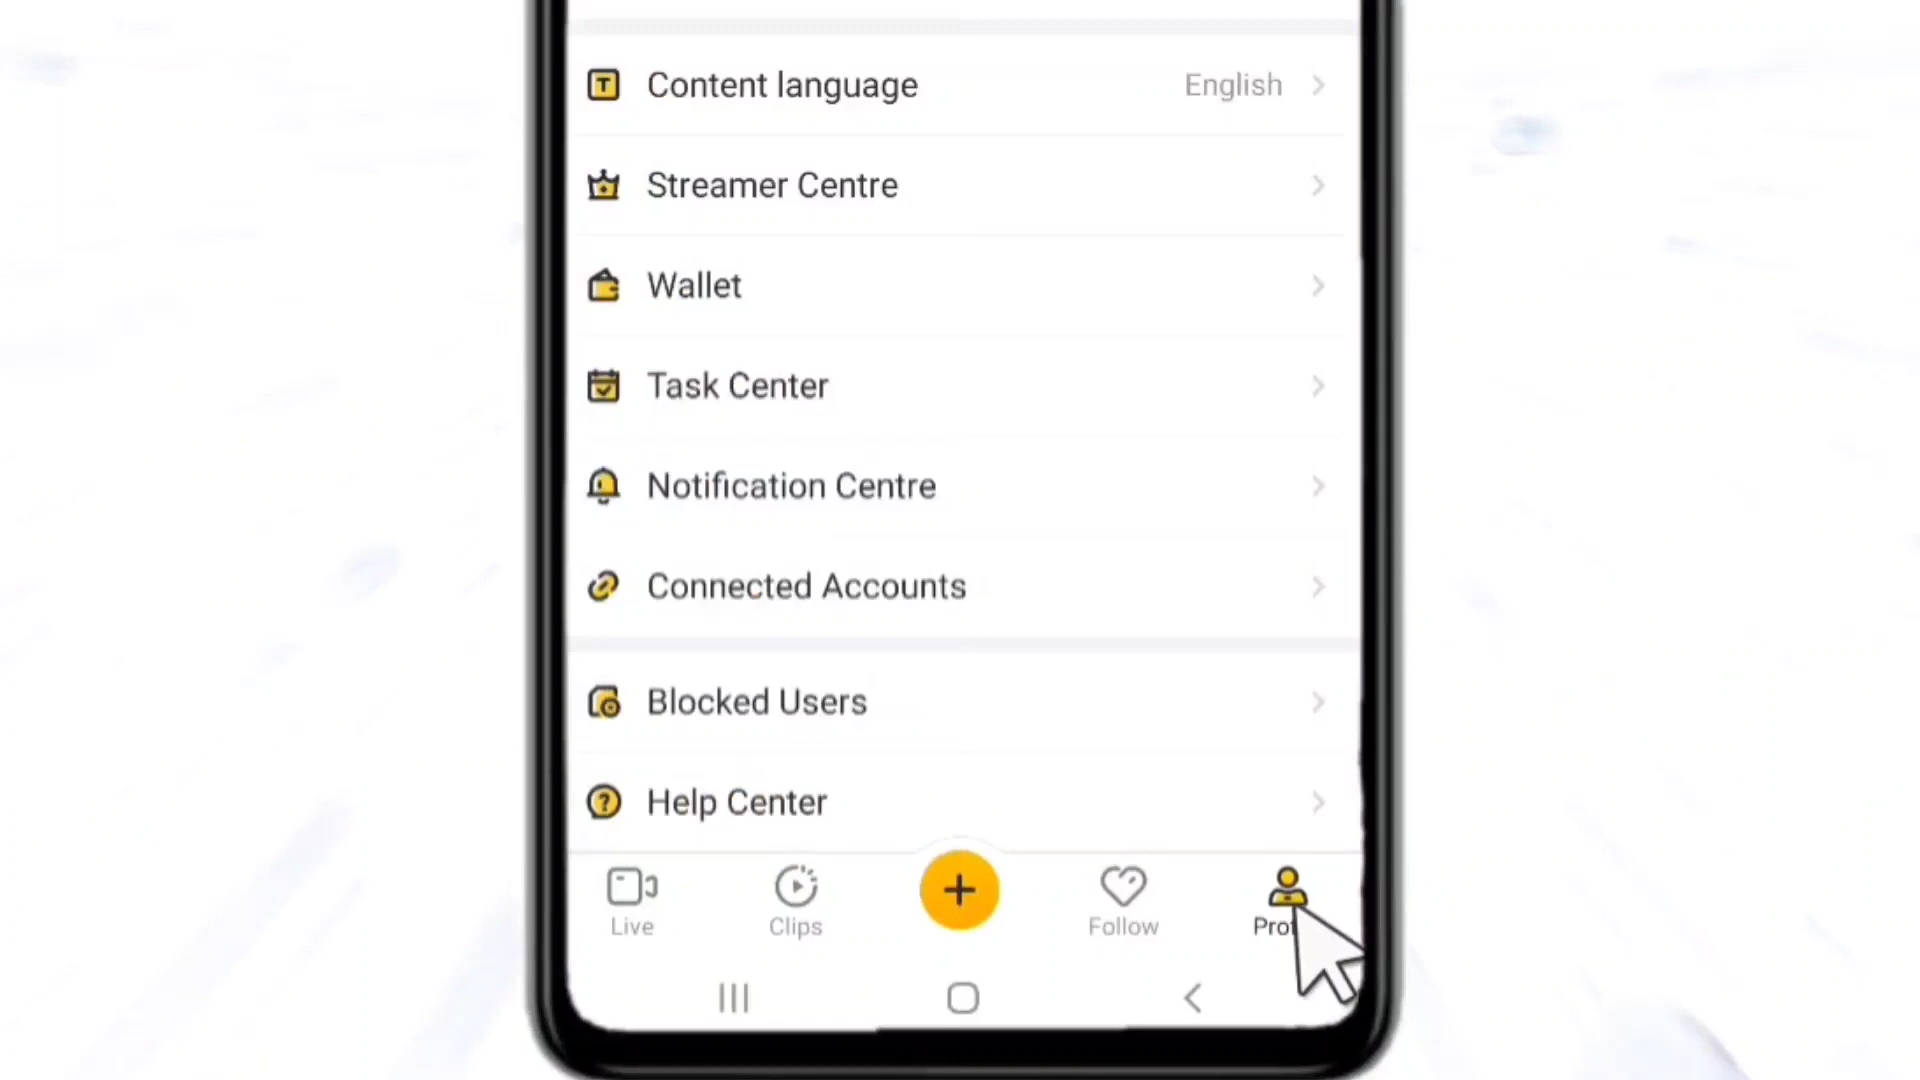 Content language English
Streamer Centre
Wallet
Task Center
Notification Centre
Connected Accounts
Blocked Users
Help Center
Live Clips Follow